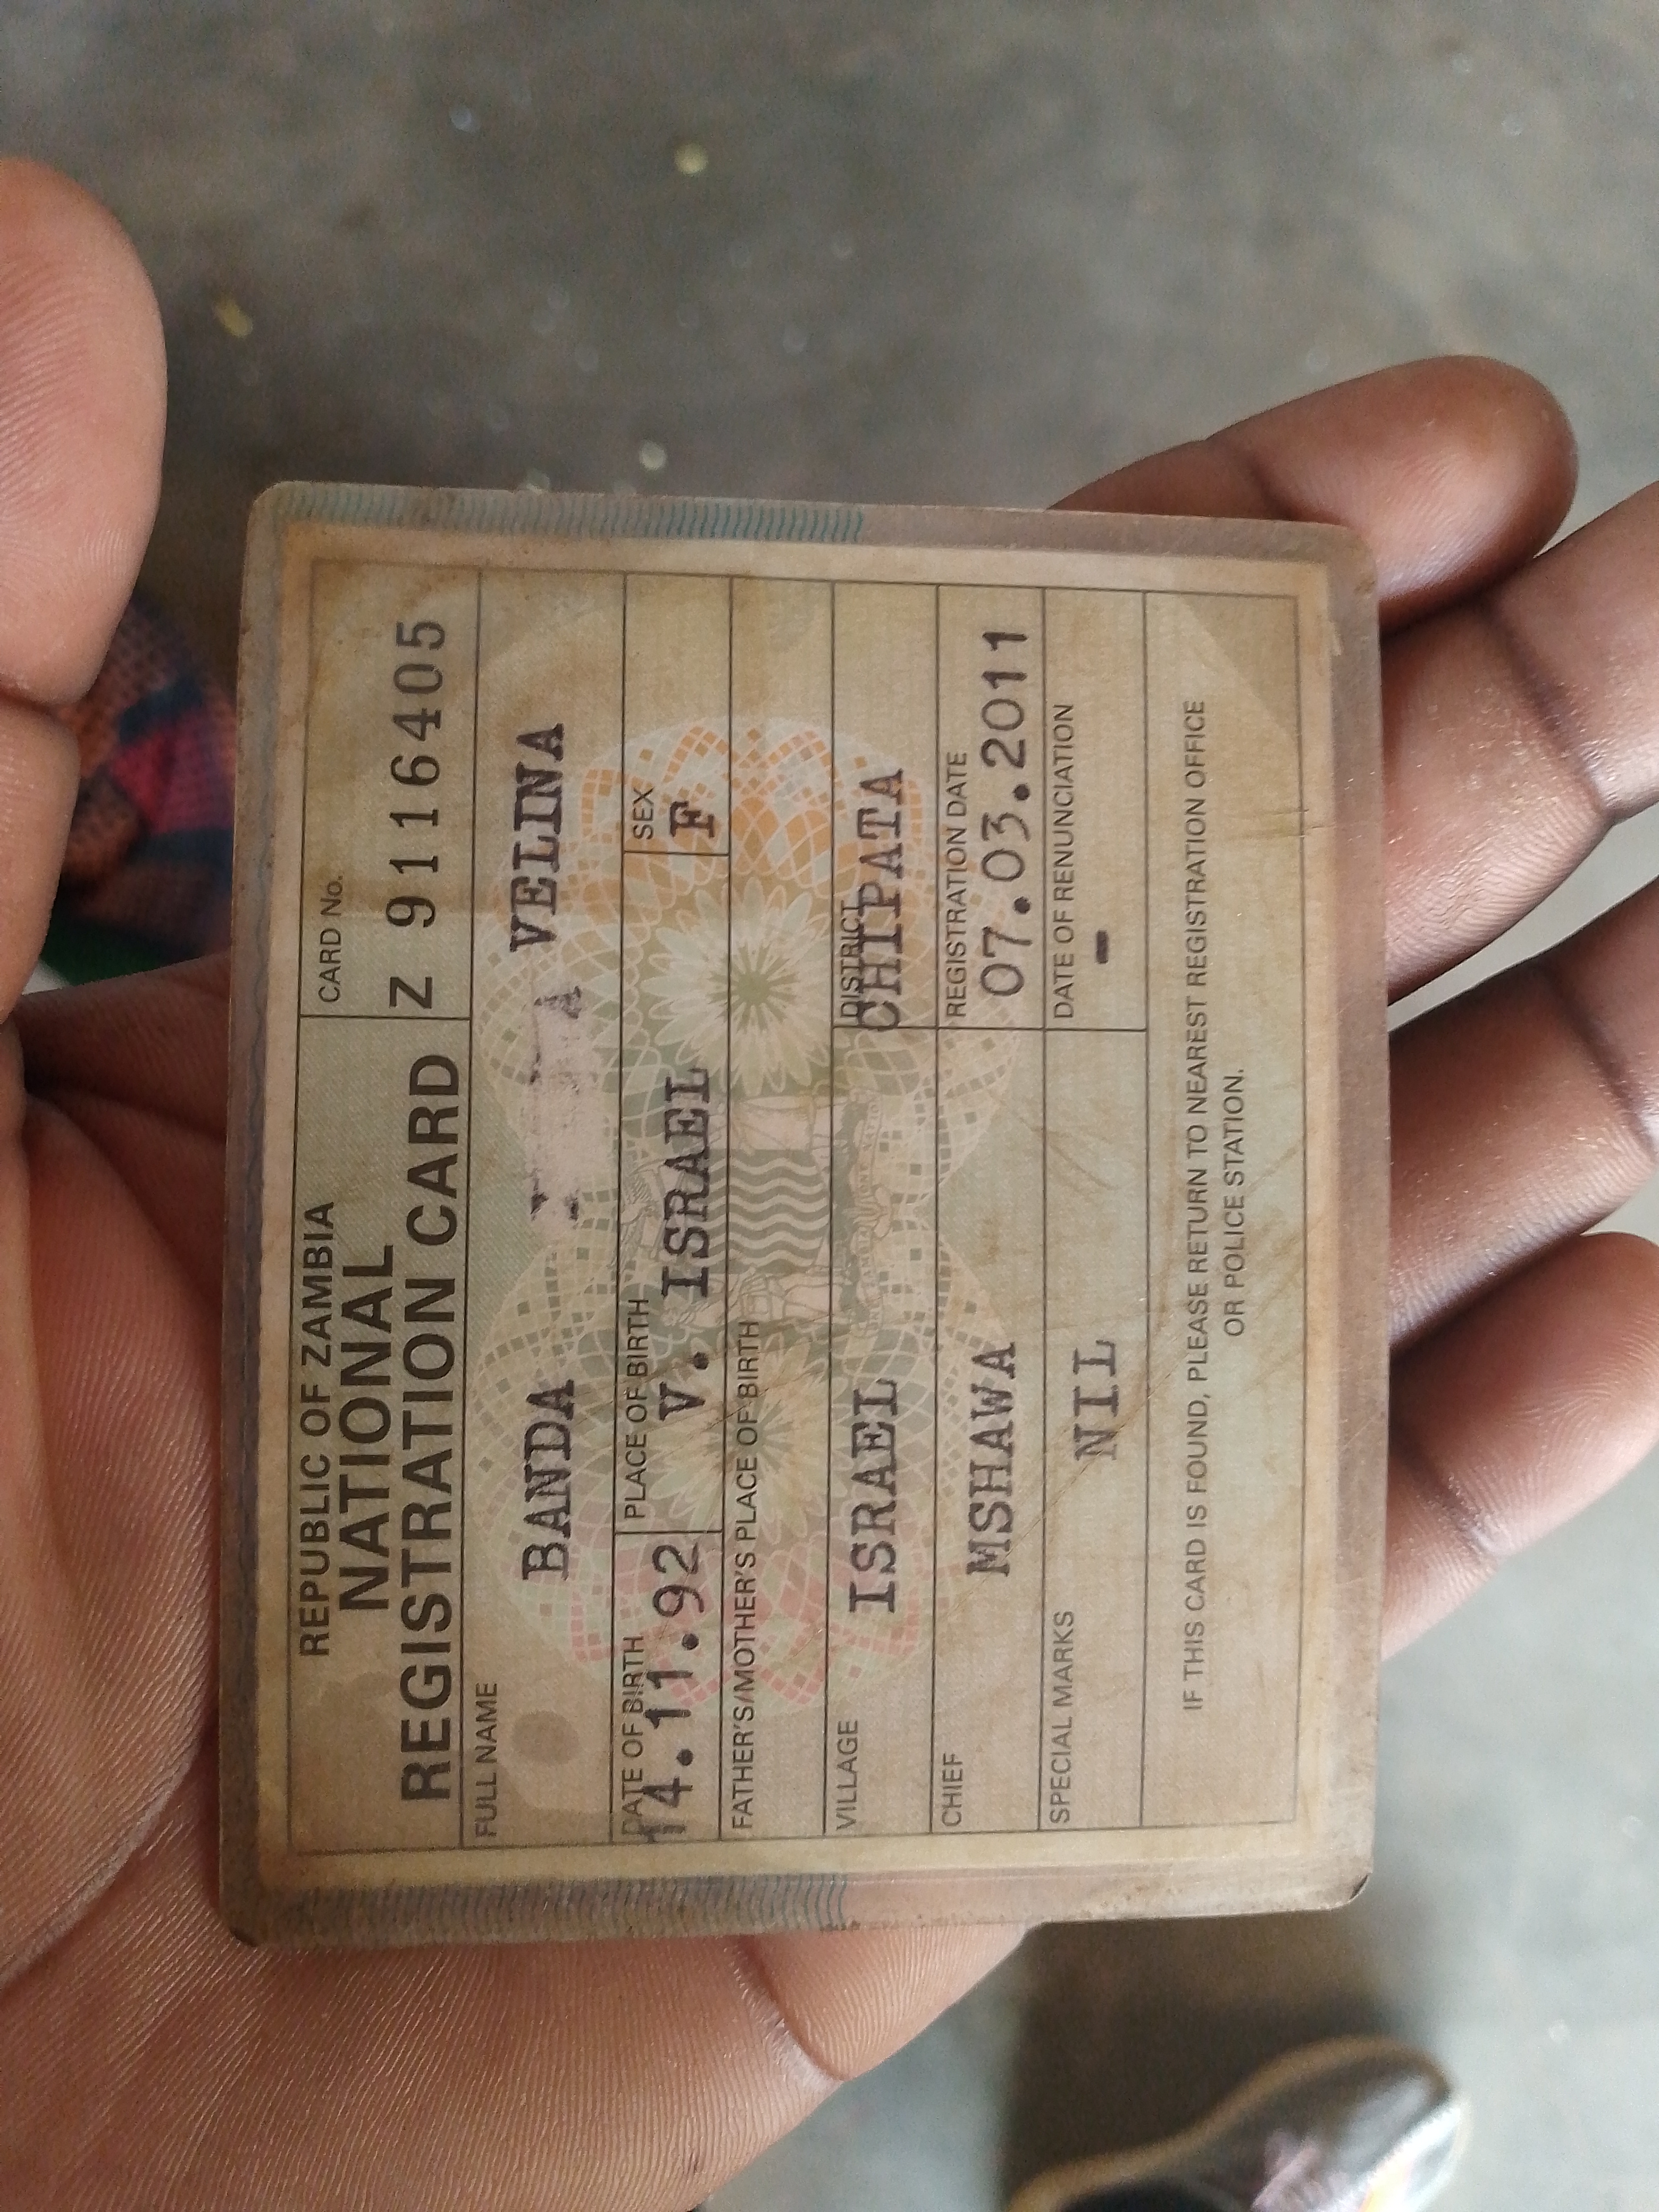 REPUBLIC OF ZAMBIA
NATIONAL
REGISTRATION CARD
CARD No.
Z 9116405
FULL NAME
BANDA VELINA
DATE OF BIRTH
14.11.92
PLACE OF BIRTH
V. ISRAEL
SEX
F
FATHER'S/MOTHER'S PLACE OF BIRTH
VILLAGE
ISRAEL
DISTRICT
CHIPATA
CHIEF
MSHAWA
REGISTRATION DATE
07.03.2011
SPECIAL MARKS
NIL
DATE OF RENUNCIATION
-
IF THIS CARD IS FOUND, PLEASE RETURN TO NEAREST REGISTRATION OFFICE
OR POLICE STATION.